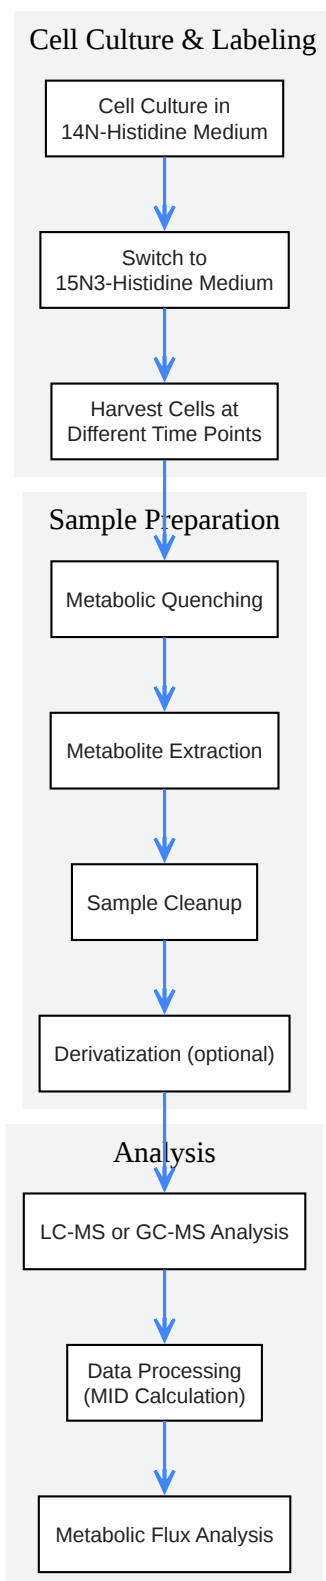 Cell Culture & Labeling
Cell Culture in
14N-Histidine Medium
Switch to
15N3-Histidine Medium
Harvest Cells at
Different Time Points
Sample Preparation
Metabolic Quenching
Metabolite Extraction
Sample Cleanup
Derivatization (optional)
Analysis
LC-MS or GC-MS Analysis
Data Processing
(MID Calculation)
Metabolic Flux Analysis